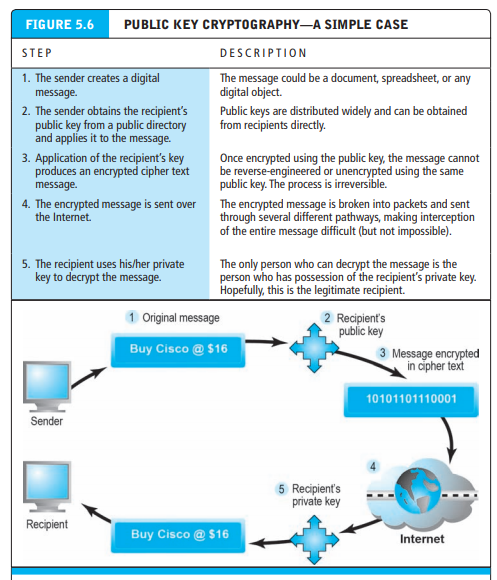 FIGURE 5.6 PUBLIC KEY CRYPTOGRAPHY—A SIMPLE CASE
STEP DESCRIPTION
1. The sender creates a digital
message.
The message could be a document, spreadsheet, or any
digital object.
2. The sender obtains the recipient's
public key from a public directory
and applies it to the message.
Public keys are distributed widely and can be obtained
from recipients directly.
3. Application of the recipient's key
produces an encrypted cipher text
message.
Once encrypted using the public key, the message cannot
be reverse-engineered or unencrypted using the same
public key. The process is irreversible.
4. The encrypted message is sent over
the Internet.
The encrypted message is broken into packets and sent
through several different pathways, making interception
of the entire message difficult (but not impossible).
5. The recipient uses his/her private
key to decrypt the message.
The only person who can decrypt the message is the
person who has possession of the recipient's private key.
Hopefully, this is the legitimate recipient.
1 Original message
Buy Cisco @ $16
2 Recipient's
public key
3 Message encrypted
in cipher text
10101101110001
Sender
4
Internet
5 Recipient's
private key
Buy Cisco @ $16
Recipient